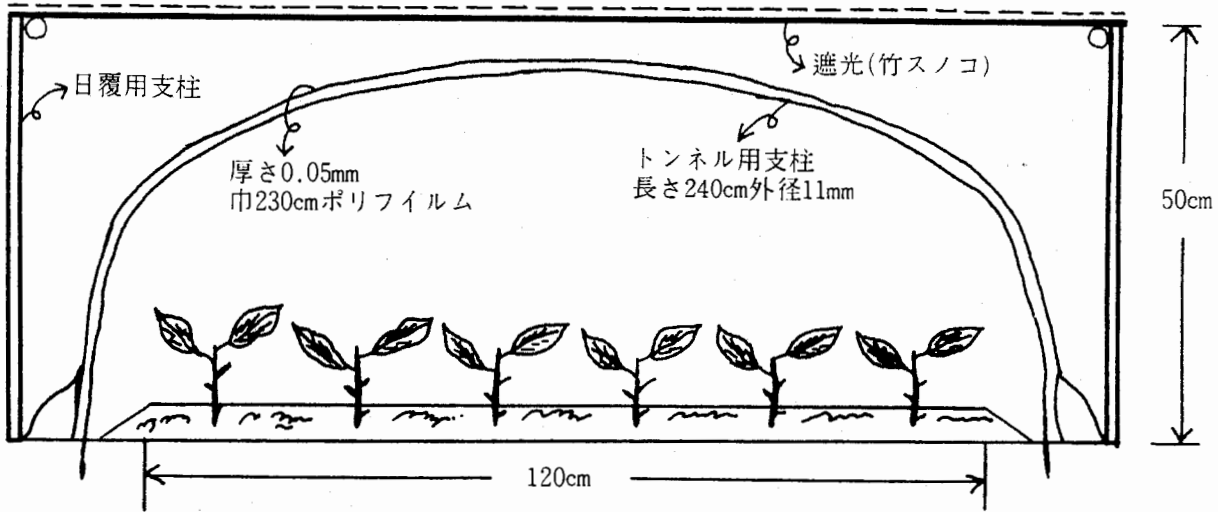 遮光(竹スノコ)
日覆用支柱
厚さ0.05mm
巾230cmポリフイルム
トンネル用支柱
長さ240cm外径11mm
50cm
120cm